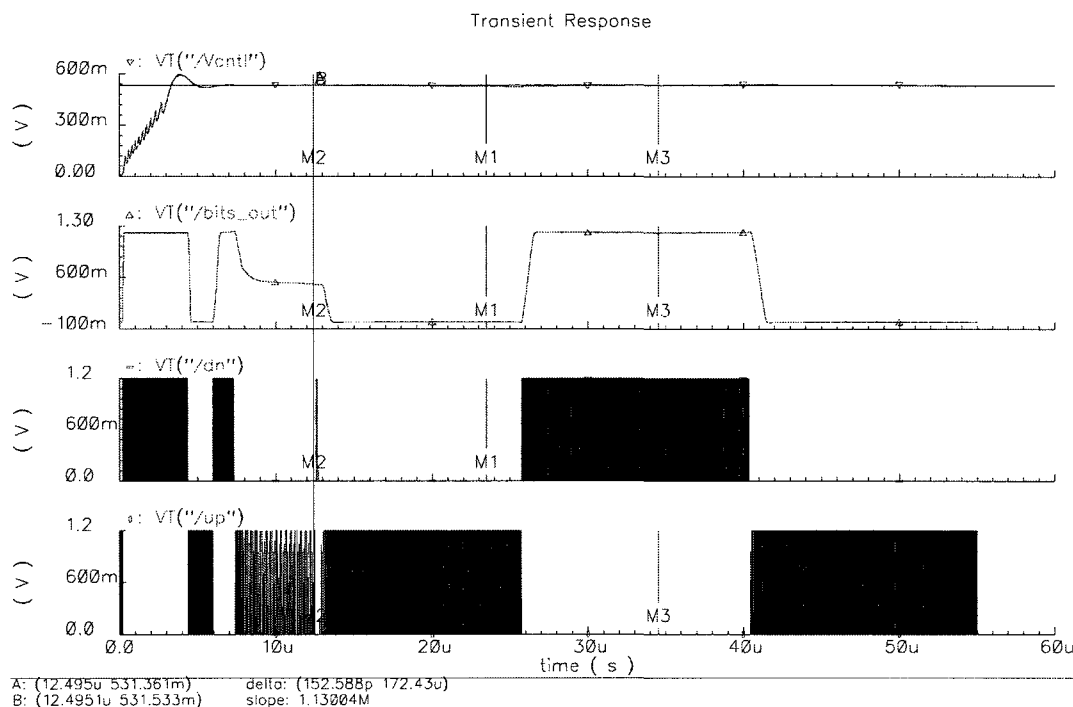 Transient Response
▿: VT("/Vcntl")
600m
300m
0.00
(V)
M2
M1
M3
▵: VT("/bits_out")
1.30
600m
-100m
(V)
M2
M1
M3
VT("/dn")
1.2
600m
0.0
(V)
M2
M1
VT("/up")
1.2
600m
0.0
(V)
2
M3
0.0
10u
20u
30u
40u
50u
60u
time ( s )
A: (12.495u 531.361m) delta: (152.588p 172.43u)
B: (12.4951u 531.533m) slope: 1.13004M